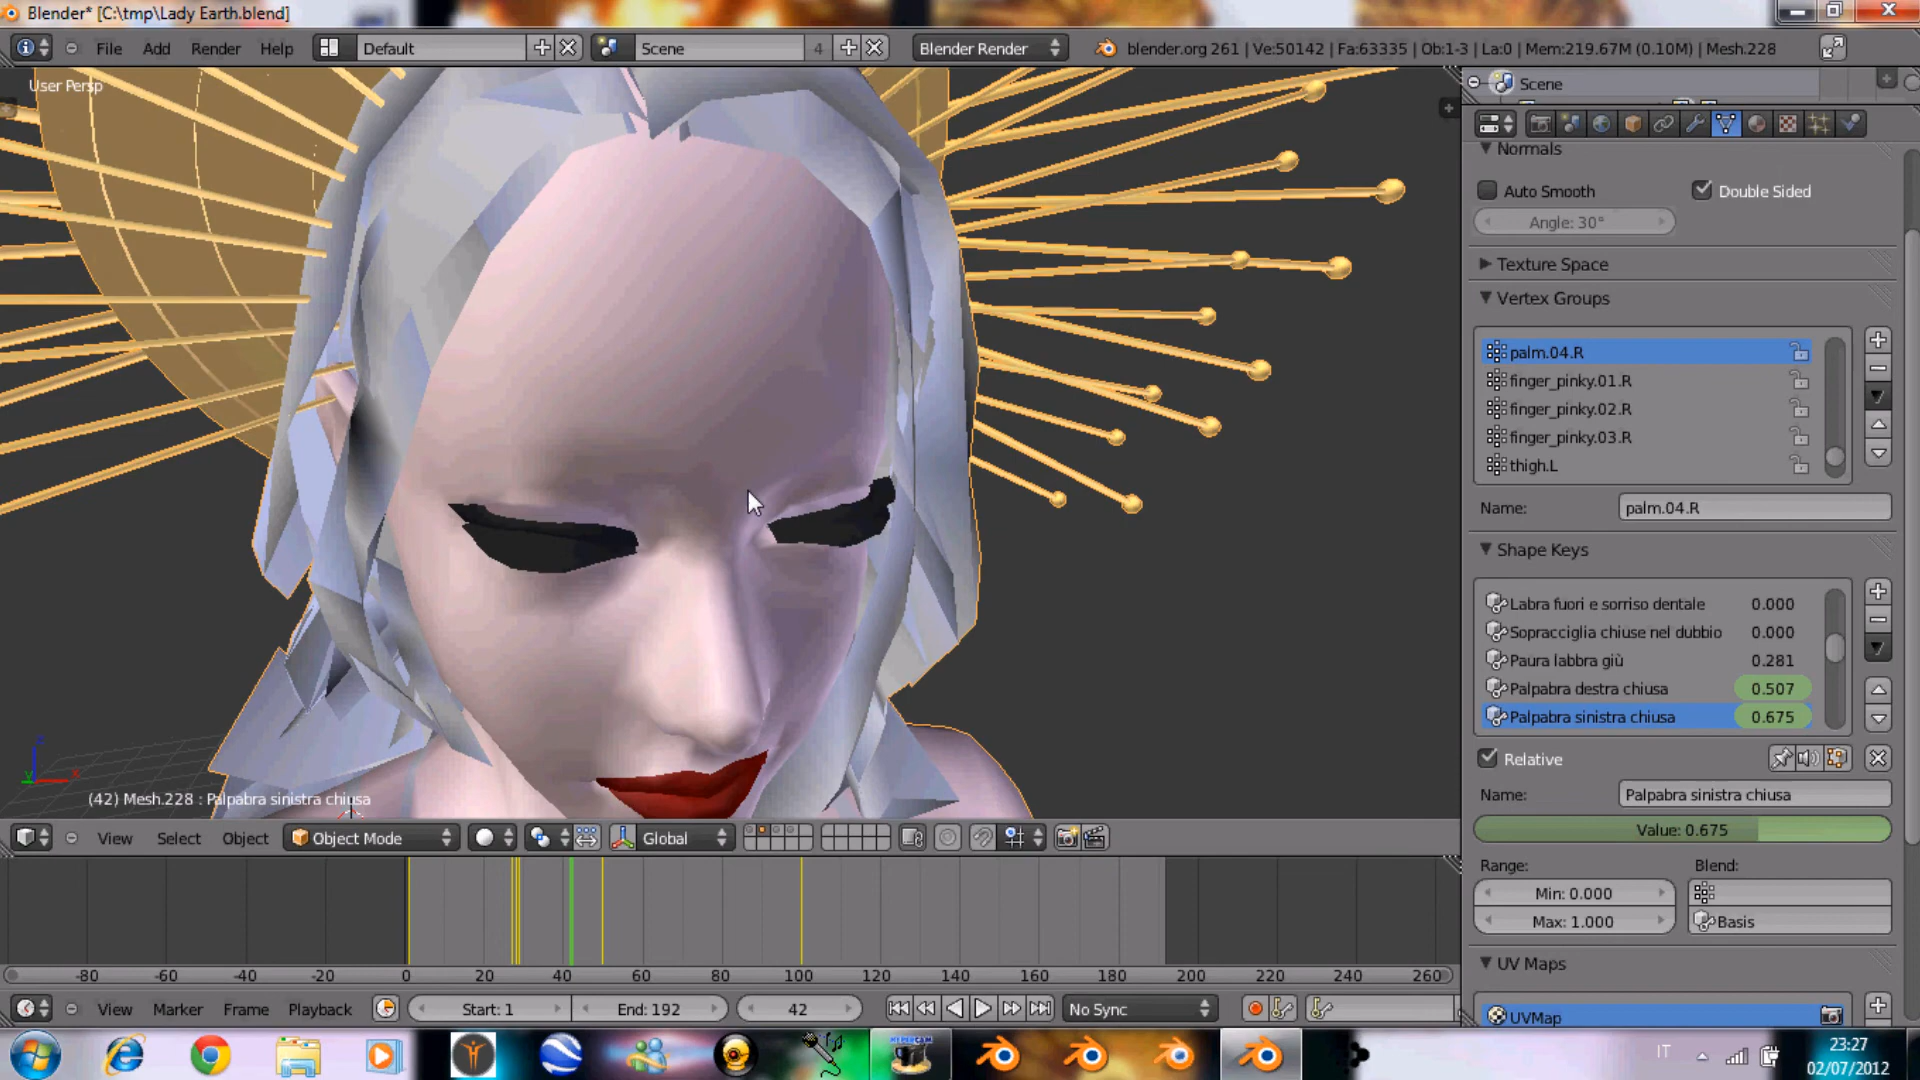 Blender* [C:\tmp\Lady Earth.blend]
File Add Render Help Default Scene 4 Blender Render blender.org 261 | Ve:50142 | Fa:63335 | Ob:1-3 | La:0 | Mem:219.67M (0.10M) | Mesh.228
User Persp
Scene
Normals
Auto Smooth Double Sided
Angle: 30°
Texture Space
Vertex Groups
palm.04.R
finger_pinky.01.R
finger_pinky.02.R
finger_pinky.03.R
thigh.L
Name: palm.04.R
Shape Keys
Labra fuori e sorriso dentale 0.000
Sopracciglia chiuse nel dubbio 0.000
Paura labbra giù 0.281
Palpabra destra chiusa 0.507
Palpabra sinistra chiusa 0.675
Relative
Name: Palpabra sinistra chiusa
Value: 0.675
Range: Blend:
Min: 0.000
Max: 1.000 Basis
UV Maps
UVMap
(42) Mesh.228 : Palpabra sinistra chiusa
View Select Object Object Mode Global
-80 -60 -40 -20 0 20 40 60 80 100 120 140 160 180 200 220 240 260
View Marker Frame Playback Start: 1 End: 192 42 No Sync
HYPERCAM
IT
23:27
02/07/2012